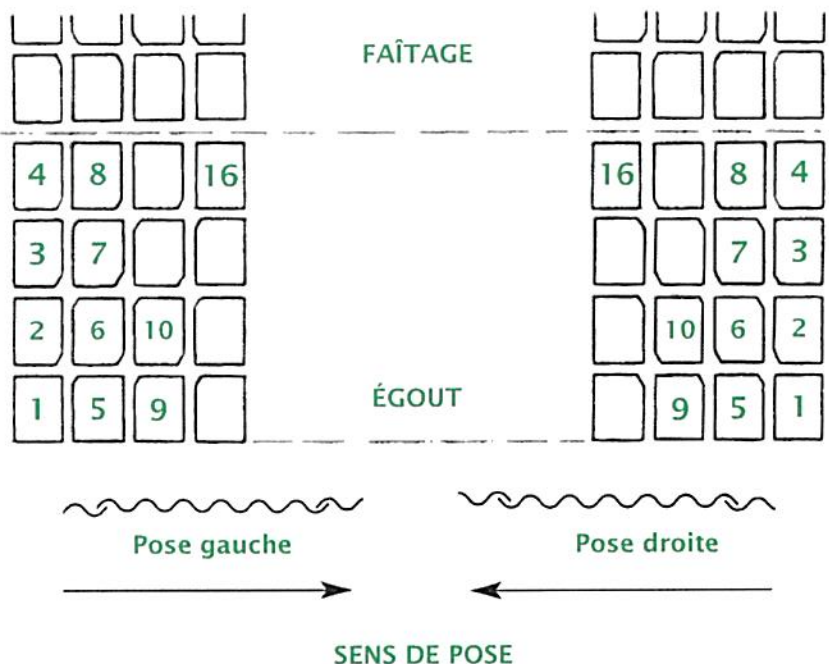 FAÎTAGE
4 8 16 16 8 4
3 7 7 3
2 6 10 10 6 2
ÉGOUT
1 5 9 9 5 1
Pose gauche Pose droite
SENS DE POSE